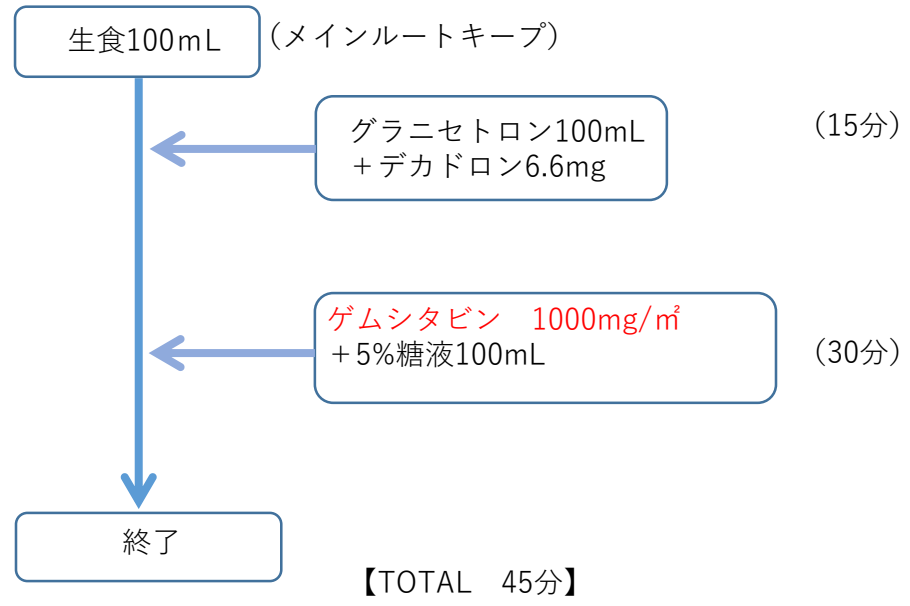 生食100mL (メインルートキープ)
グラニセトロン100mL
+デカドロン6.6mg
(15分)
ゲムシタビン　1000mg/㎡
+5%糖液100mL
(30分)
終了
【TOTAL　45分】